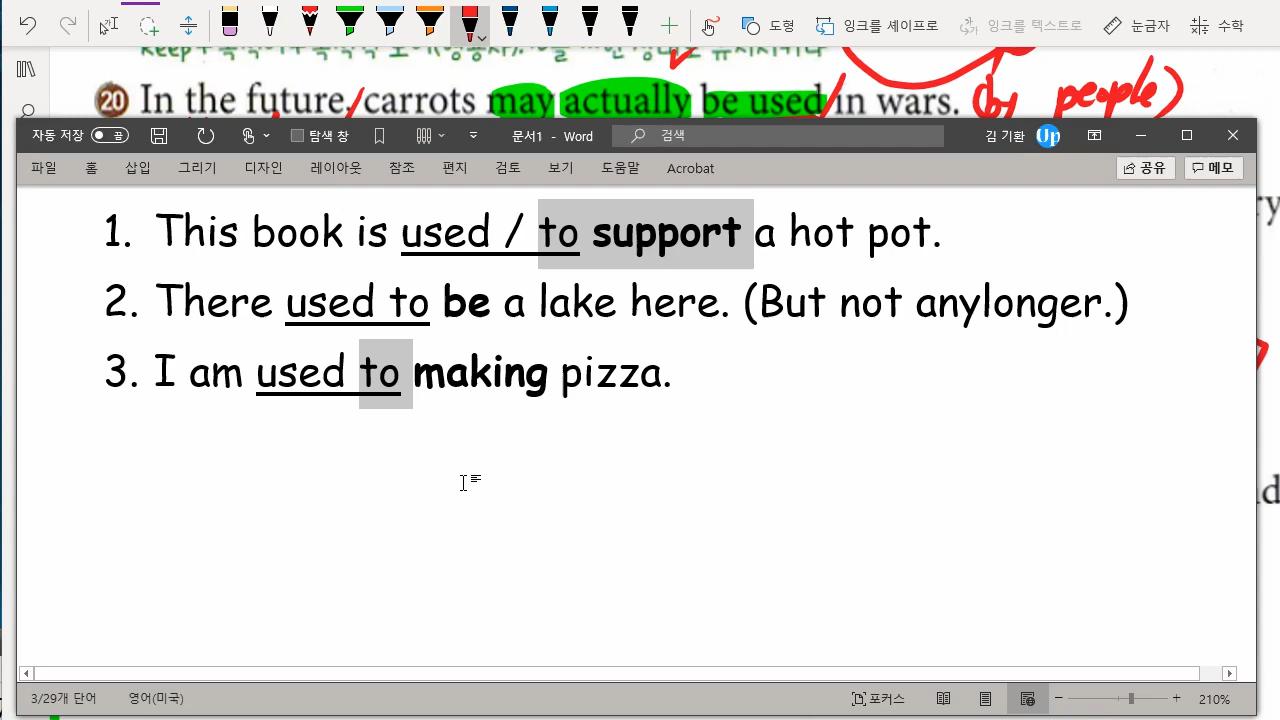 도형
잉크를 셰이프로
잉크를 텍스트로
눈금자
수학
20 In the future, carrots may actually be used in wars. (by people)
자동 저장 끔
탐색 창
문서1 - Word
검색
김 기환
Up
파일 홈 삽입 그리기 디자인 레이아웃 참조 편지 검토 보기 도움말 Acrobat
공유 메모
1. This book is used / to support a hot pot.
2. There used to be a lake here. (But not anylonger.)
3. I am used to making pizza.
3/29개 단어 영어(미국) 포커스 210%